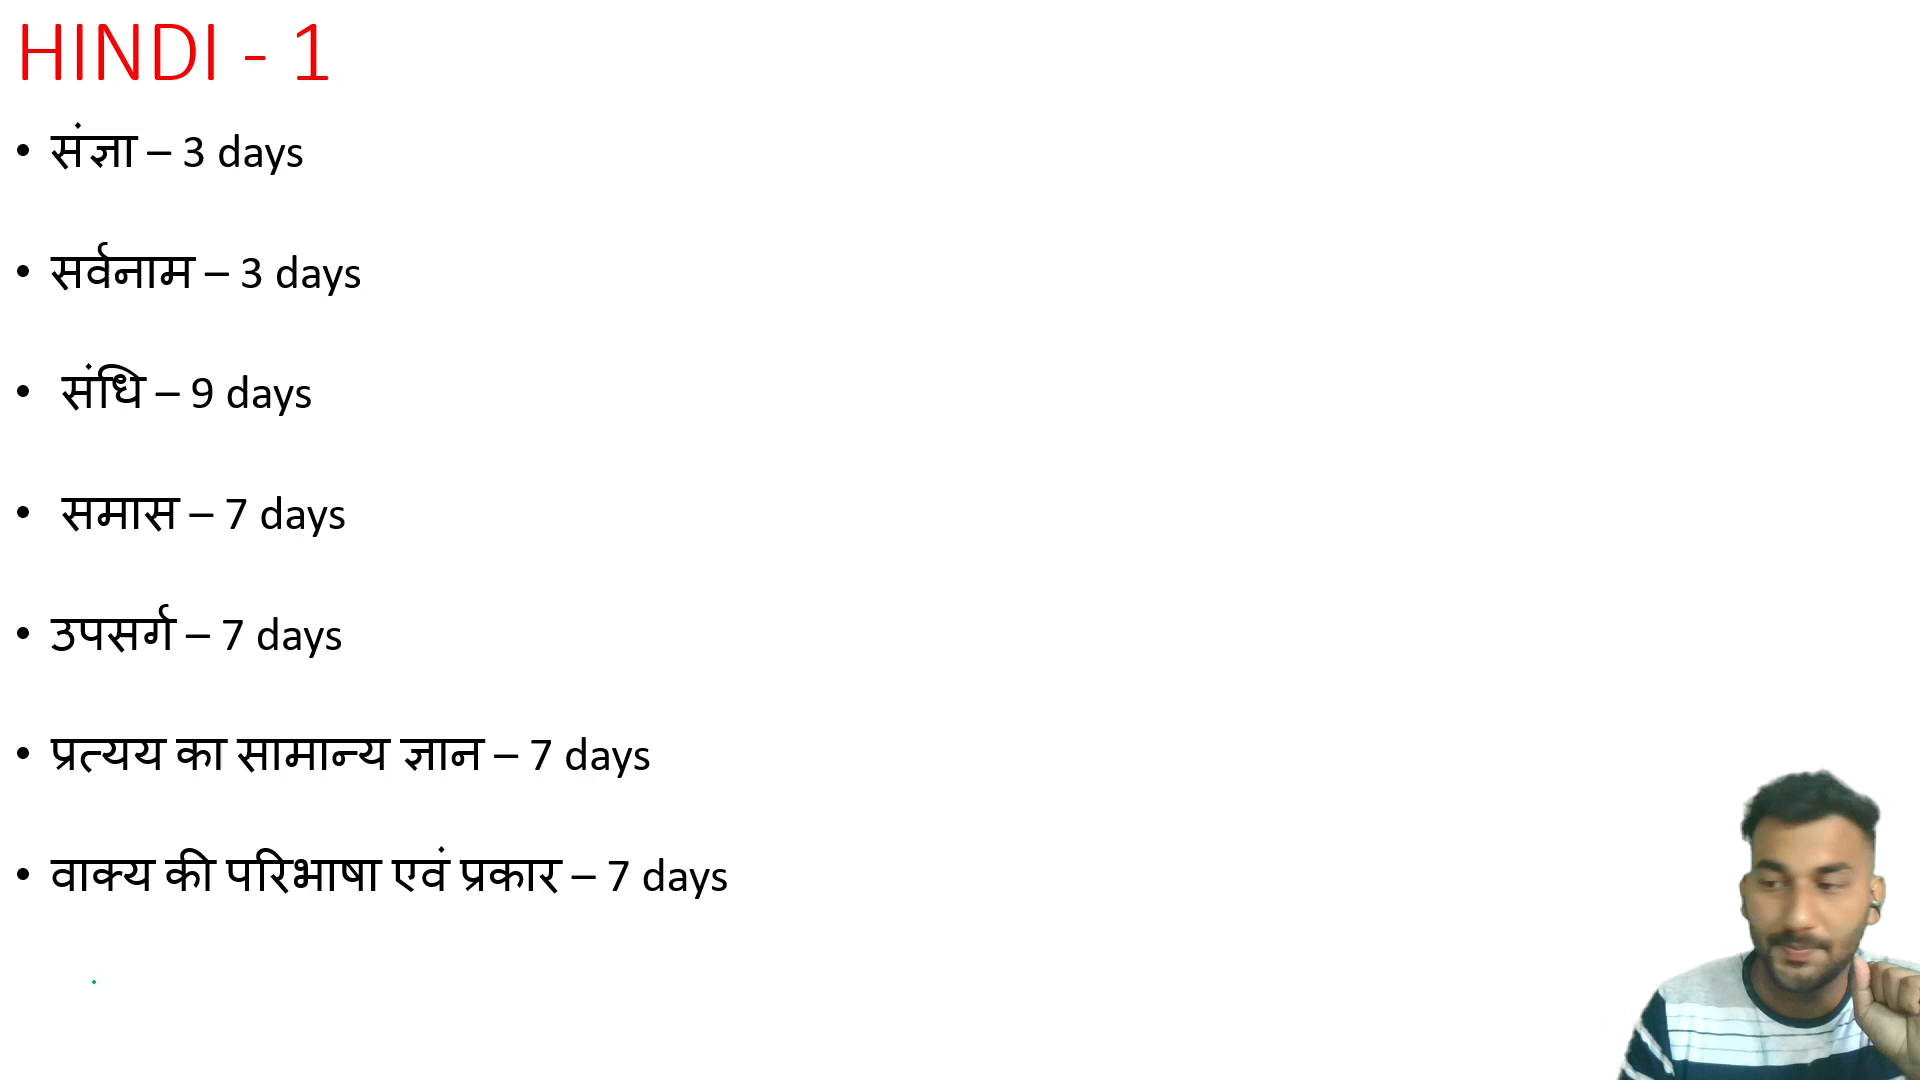 HINDI - 1
• संज्ञा – 3 days
• सर्वनाम – 3 days
• संधि – 9 days
• समास – 7 days
• उपसर्ग – 7 days
• प्रत्यय का सामान्य ज्ञान – 7 days
• वाक्य की परिभाषा एवं प्रकार – 7 days